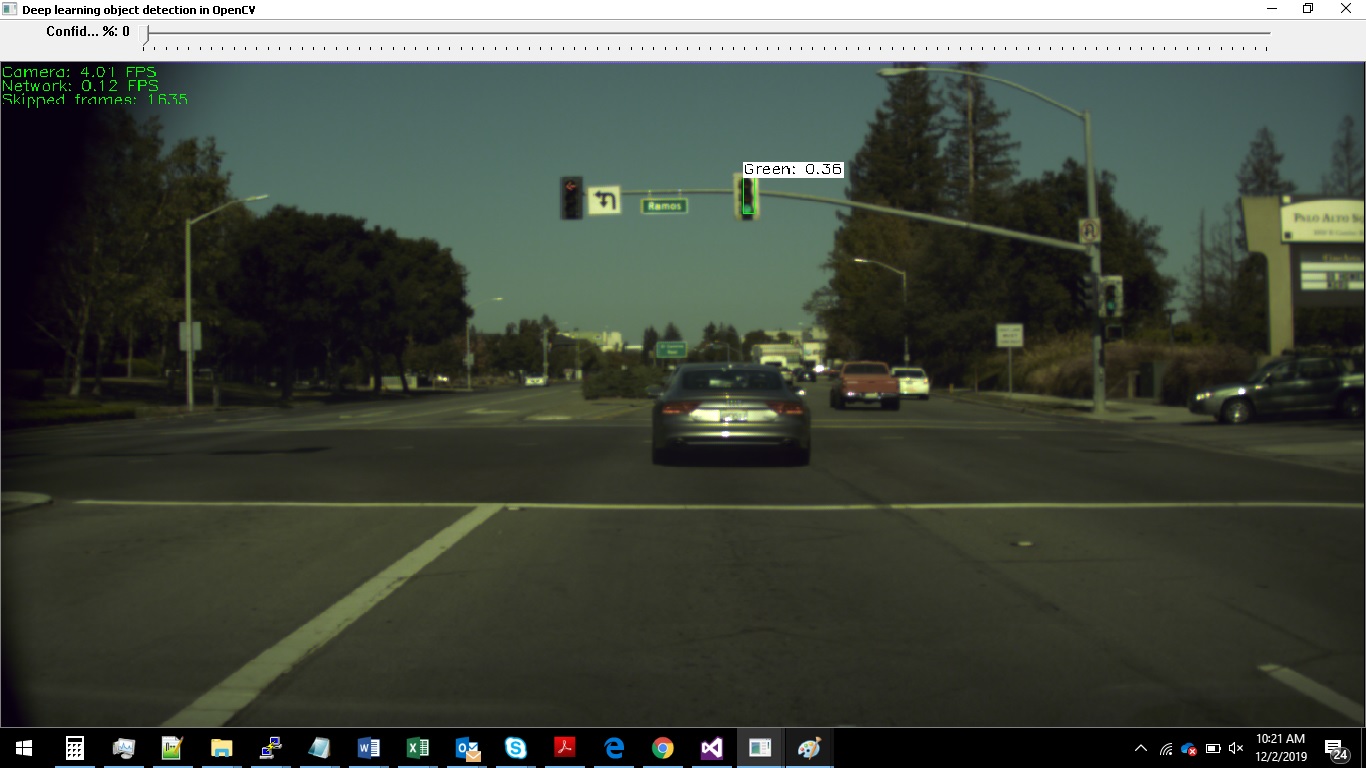 Deep learning object detection in OpenCV
Confid... %: 0
Camera: 4.01 FPS
Network: 0.12 FPS
Skipped frames: 1635
Green: 0.36
Ramos
PALO ALTO SQ
10:21 AM
12/2/2019
24